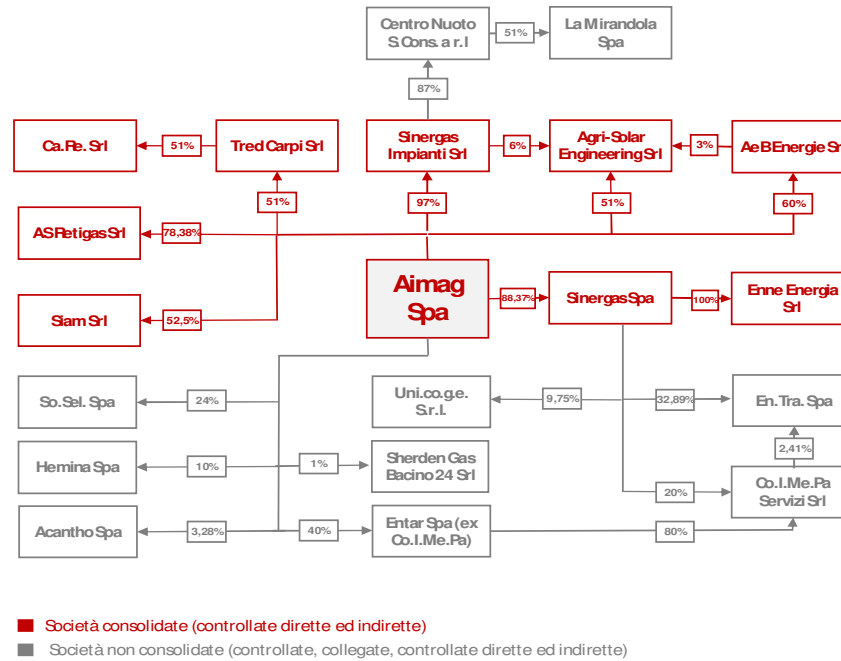 Centro Nuoto
S.Cons. a r.l
51%
La Mirandola
Spa
87%
Ca.Re. Srl
51%
Tred Carpi Srl
Sinergas
Impianti Srl
6%
Agri-Solar
Engineering Srl
3%
AeB Energie Sr
51%
97%
51%
60%
AS Retigas Srl
78,38%
Aimag
Spa
88,37%
Sinergas Spa
100%
Enne Energia
Srl
Siam Srl
52,5%
So.Sel. Spa
24%
Uni.co.g.e.
S.r.l.
9,75%
32,89%
En.Tra. Spa
2,41%
Hemina Spa
10%
1%
Sherden Gas
Bacino 24 Srl
20%
Co.I.Me.Pa
Servizi Srl
Acantho Spa
3,28%
40%
Entar Spa (ex
Co.I.Me.Pa)
80%
Società consolidate (controllate dirette ed indirette)
Società non consolidate (controllate, collegate, controllate dirette ed indirette)